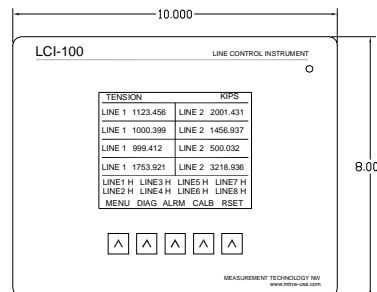 10.000
LCI-100 LINE CONTROL INSTRUMENT
TENSION KIPS
LINE 1 1123.456 LINE 2 2001.431
LINE 1 1000.399 LINE 2 1456.937
LINE 1 999.412 LINE 2 500.032
LINE 1 1753.921 LINE 2 3218.936
LINE1 H LINE3 H LINE5 H LINE7 H
LINE2 H LINE4 H LINE6 H LINE8 H
MENU DIAG ALRM CALB RSET
8.00
MEASUREMENT TECHNOLOGY NW
www.mtnw-usa.com